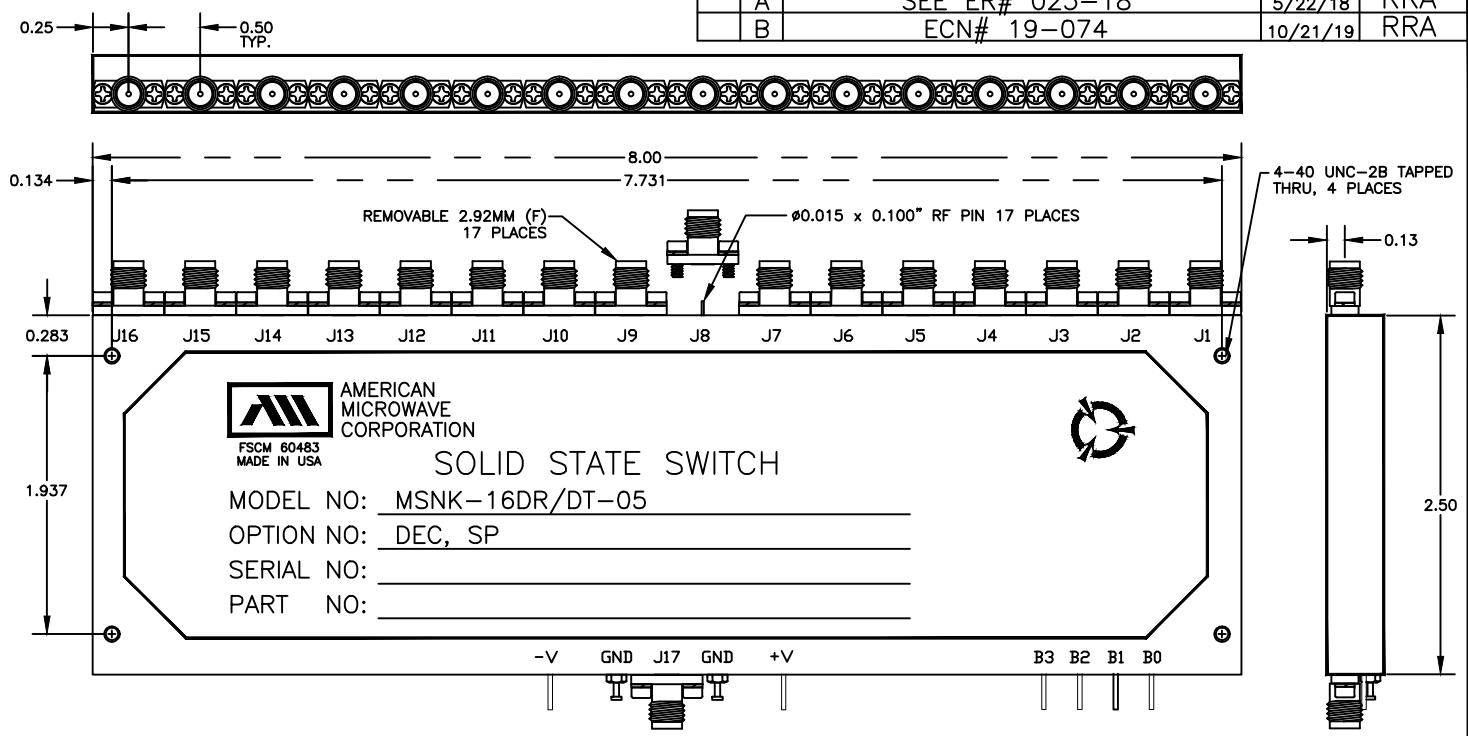 A SEE ER# 025-18 5/22/18 RRA
B ECN# 19-074 10/21/19 RRA
0.25
0.50
TYP.
8.00
0.134
7.731
4-40 UNC-2B TAPPED
THRU, 4 PLACES
REMOVABLE 2.92MM (F)
17 PLACES
ø0.015 x 0.100" RF PIN 17 PLACES
0.13
0.283
J16 J15 J14 J13 J12 J11 J10 J9 J8 J7 J6 J5 J4 J3 J2 J1
AMERICAN
MICROWAVE
CORPORATION
FSCM 60483
MADE IN USA
SOLID STATE SWITCH
1.937
MODEL NO: MSNK-16DR/DT-05
2.50
OPTION NO: DEC, SP
SERIAL NO:
PART NO:
-V GND J17 GND +V B3 B2 B1 B0